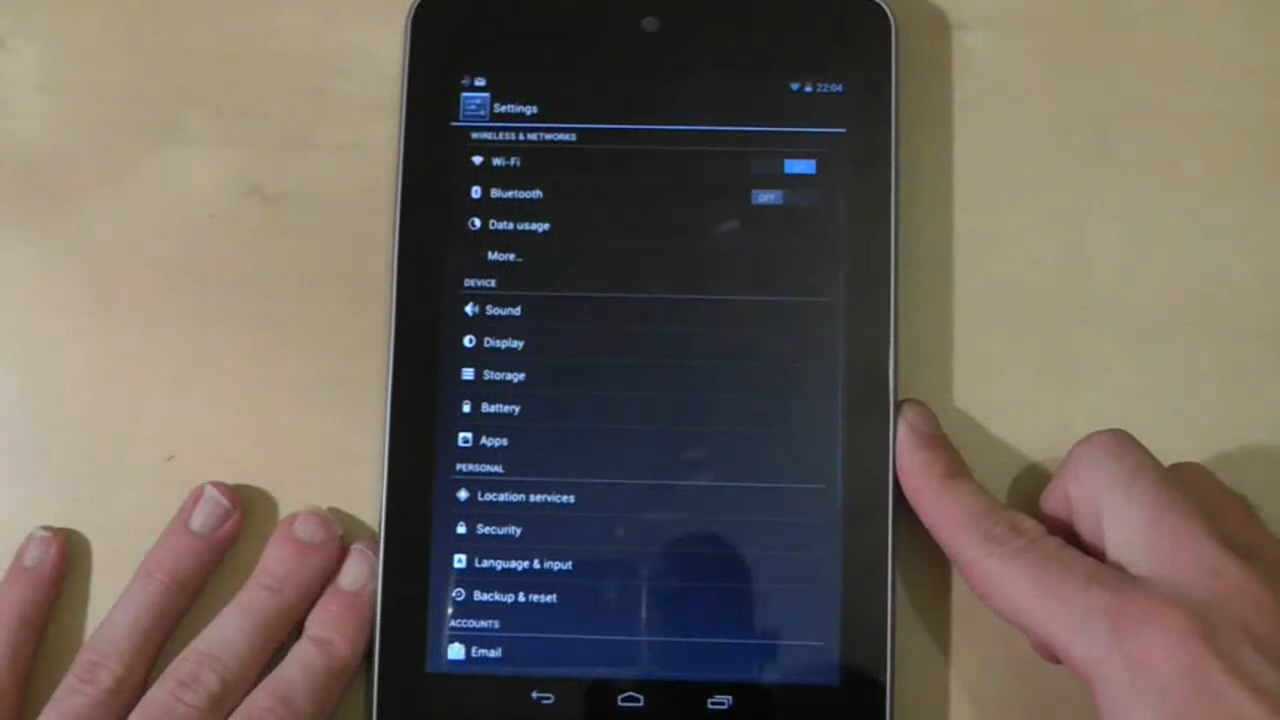 22:04
Settings
WIRELESS & NETWORKS
Wi-Fi
Bluetooth OFF
Data usage
More...
DEVICE
Sound
Display
Storage
Battery
Apps
PERSONAL
Location services
Security
Language & input
Backup & reset
ACCOUNTS
Email